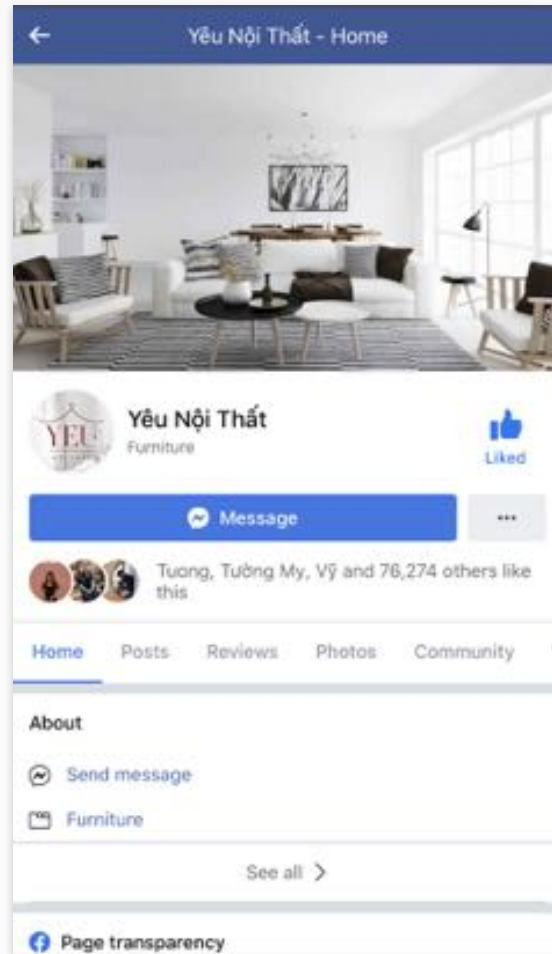 Yêu Nội Thất - Home
YEU
Yêu Nội Thất
Furniture
Liked
Message
Tuong, Tường My, Vỹ and 76,274 others like
this
Home Posts Reviews Photos Community
About
Send message
Furniture
See all
Page transparency